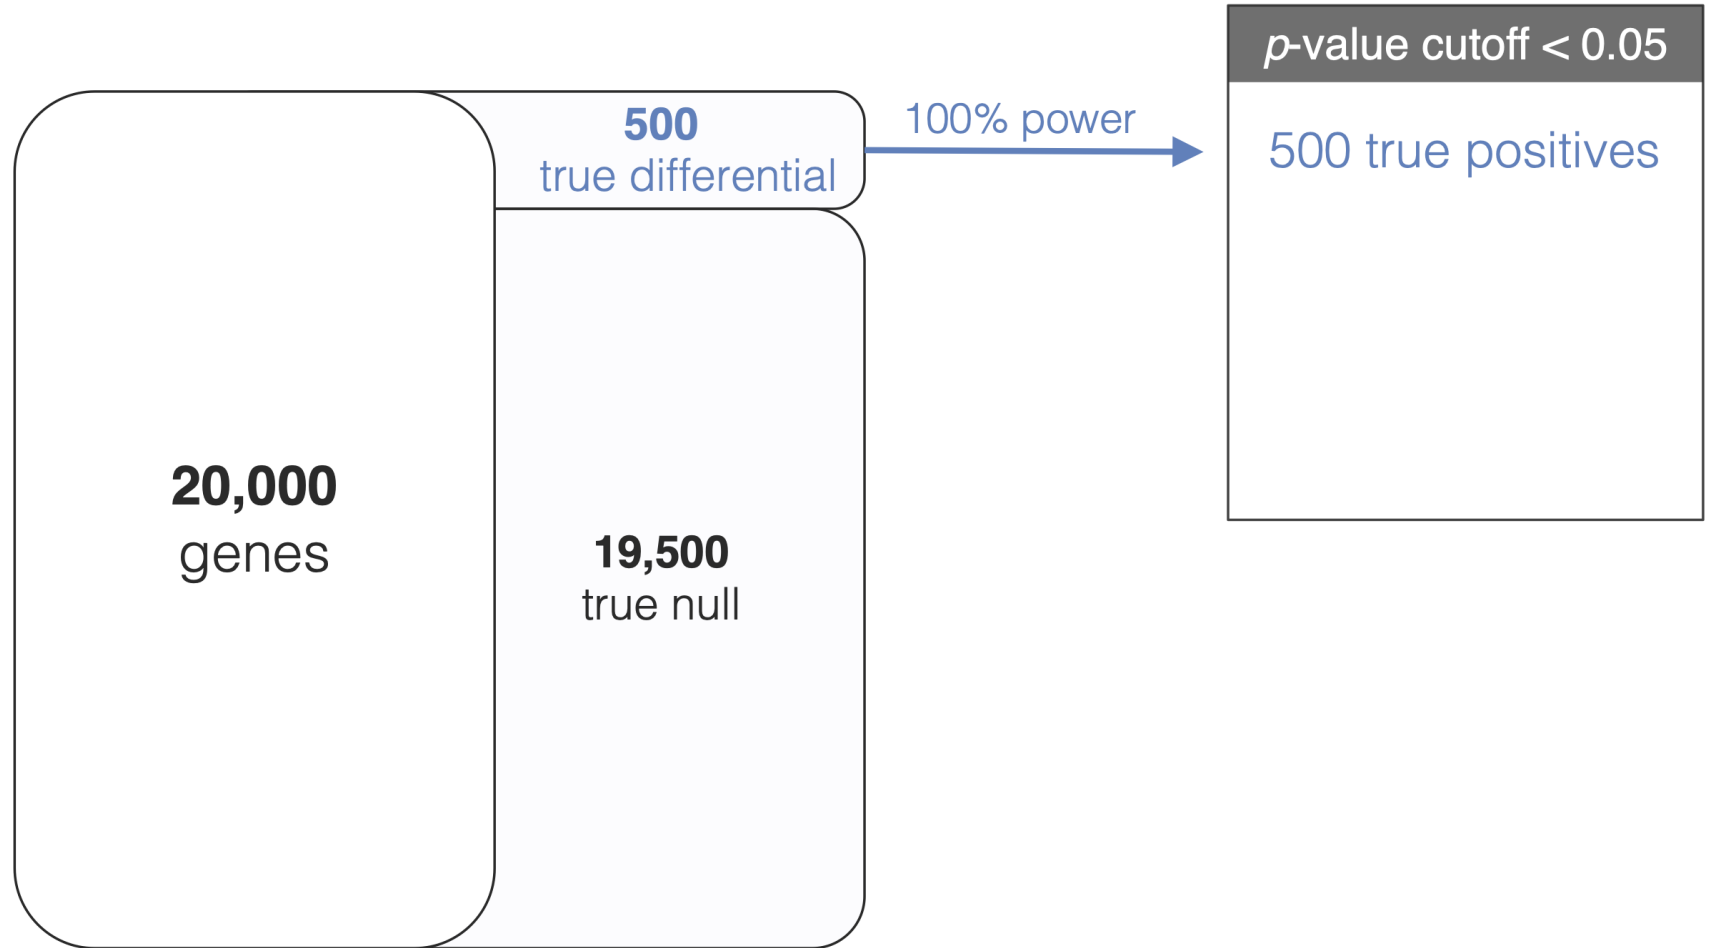 p-value cutoff < 0.05
500
true differential
100% power
500 true positives
20,000
genes
19,500
true null